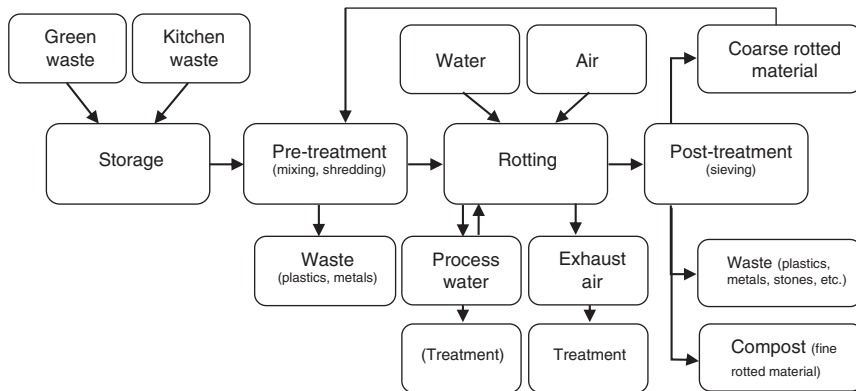 Green
waste
Kitchen
waste
Water
Air
Coarse rotted
material
Storage
Pre-treatment
(mixing, shredding)
Rotting
Post-treatment
(sieving)
Waste
(plastics, metals)
Process
water
Exhaust
air
Waste (plastics,
metals, stones, etc.)
(Treatment)
Treatment
Compost (fine
rotted material)